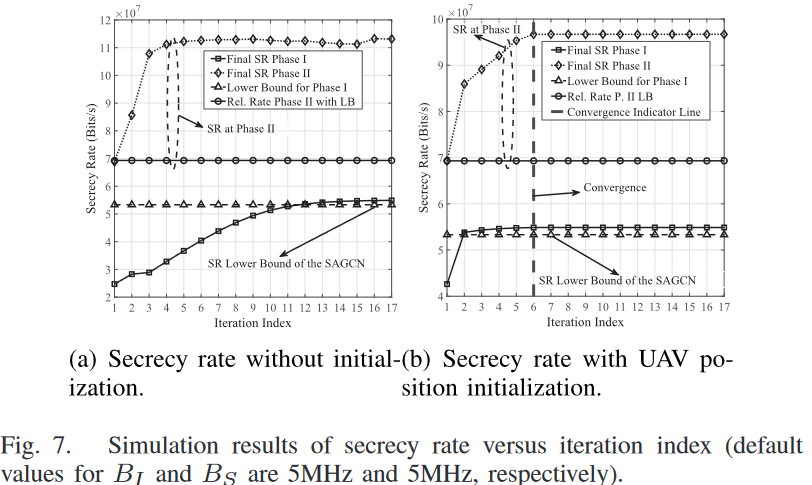 ×10⁷
12
11
10
9
8
7
6
5
4
3
2
Secrecy Rate (Bits/s)
Final SR Phase I
Final SR Phase II
Lower Bound for Phase I
Rel. Rate Phase II with LB
SR at Phase II
SR Lower Bound of the SAGCN
1 2 3 4 5 6 7 8 9 10 11 12 13 14 15 16 17
Iteration Index
×10⁷
10
9
8
7
6
5
4
Secrecy Rate (Bits/s)
SR at Phase II
Final SR Phase I
Final SR Phase II
Lower Bound for Phase I
Rel. Rate P. II LB
Convergence Indicator Line
Convergence
SR Lower Bound of the SAGCN
1 2 3 4 5 6 7 8 9 10 11 12 13 14 15 16 17
Iteration Index
(a) Secrecy rate without initial-
ization.
(b) Secrecy rate with UAV po-
sition initialization.
Fig. 7. Simulation results of secrecy rate versus iteration index (default
values for B_I and B_S are 5MHz and 5MHz, respectively).